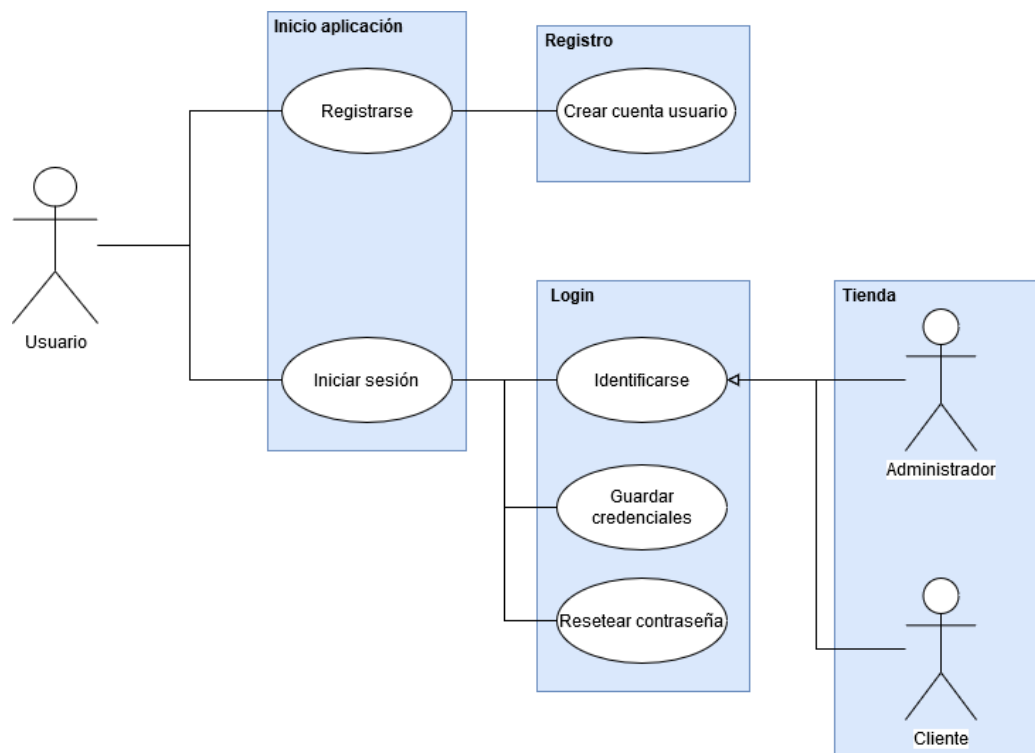 Inicio aplicación
Registro
Registrarse
Crear cuenta usuario
Usuario
Login
Tienda
Iniciar sesión
Identificarse
Administrador
Guardar
credenciales
Resetear contraseña
Cliente